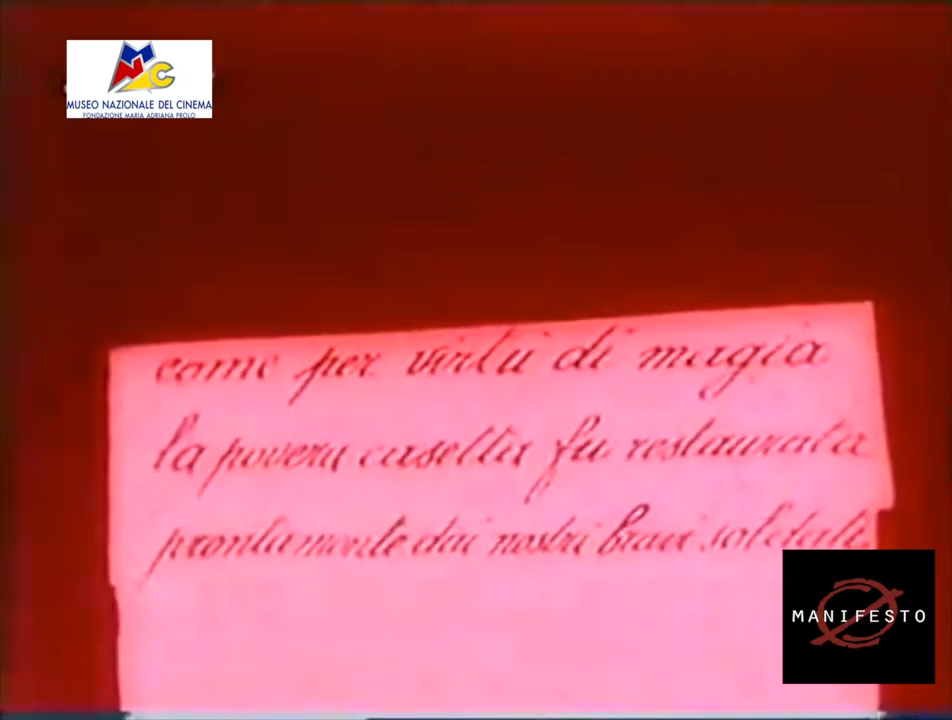 MUSEO NAZIONALE DEL CINEMA
FONDAZIONE MARIA ADRIANA PROLO
come per virtù di magia
la povera casetta fu restaurata
prontamente dai nostri bravi soldati.
MANIFESTO